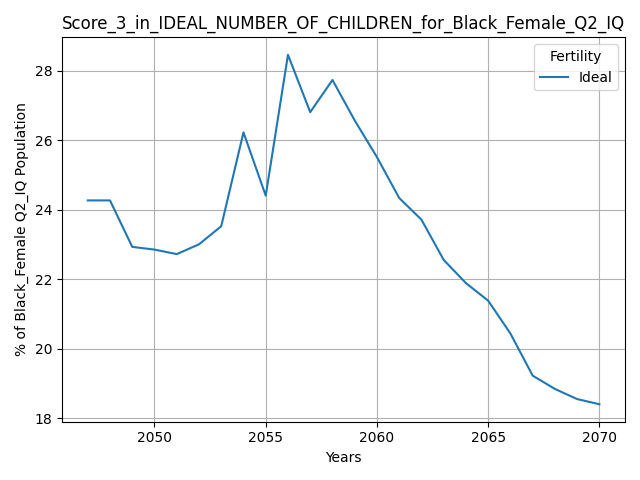 Score_3_in_IDEAL_NUMBER_OF_CHILDREN_for_Black_Female_Q2_IQ
Fertility
Ideal
28
26
24
22
20
18
% of Black_Female Q2_IQ Population
2050 2055 2060 2065 2070
Years